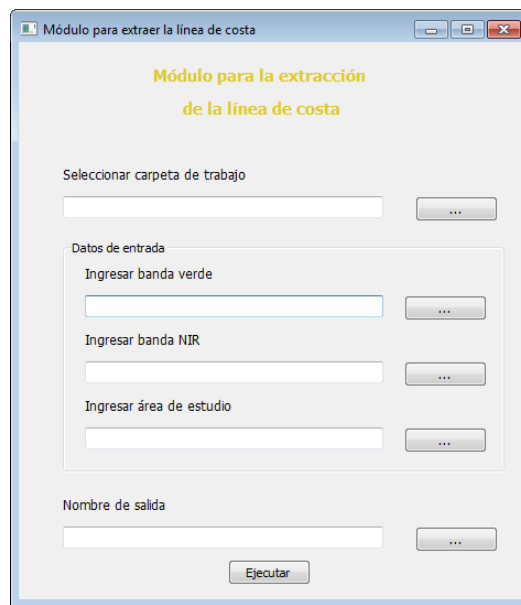 Módulo para extraer la línea de costa
Módulo para la extracción
de la línea de costa
Seleccionar carpeta de trabajo
...
Datos de entrada
Ingresar banda verde
...
Ingresar banda NIR
...
Ingresar área de estudio
...
Nombre de salida
...
Ejecutar